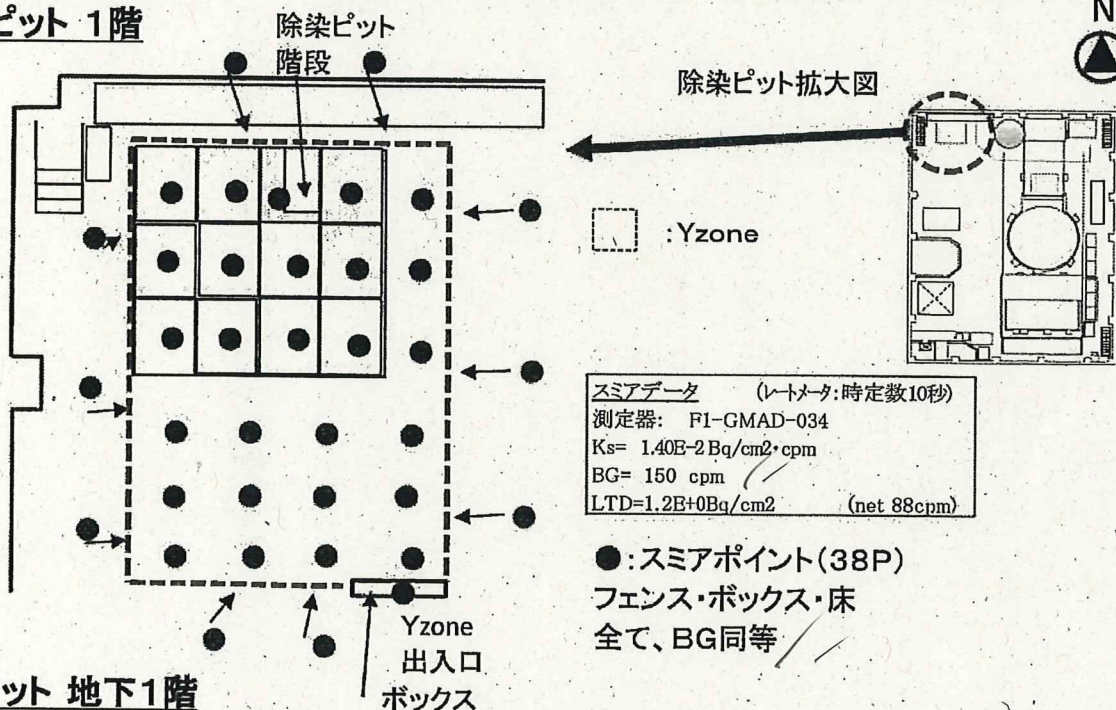 ピット 1階
除染ピット
階段
除染ピット拡大図
N
:Yzone
スミアデータ (レートメータ:時定数10秒)
測定器: F1-GMAD-034
Ks= 1.40E-2 Bq/cm2・cpm
BG= 150 cpm
LTD=1.2E+0Bq/cm2 (net 88cpm)
●:スミアポイント(38P)
フェンス・ボックス・床
全て、BG同等
Yzone
出入口
ボックス
ット 地下1階